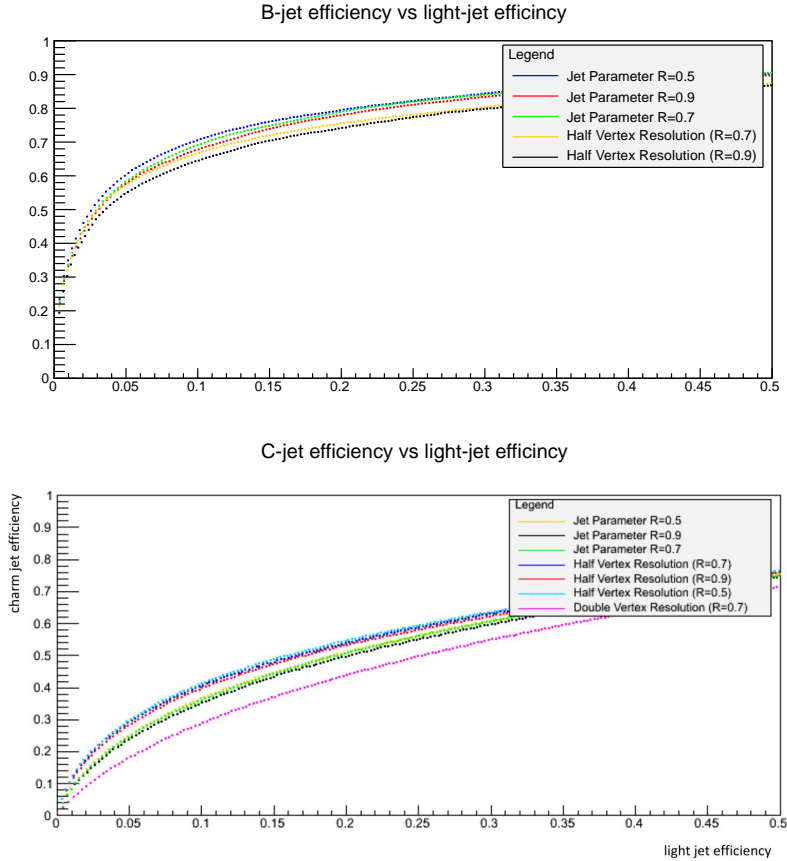 B-jet efficiency vs light-jet efficincy
1
0.9
0.8
0.7
0.6
0.5
0.4
0.3
0.2
0.1
0
Legend
Jet Parameter R=0.5
Jet Parameter R=0.9
Jet Parameter R=0.7
Half Vertex Resolution (R=0.7)
Half Vertex Resolution (R=0.9)
0 0.05 0.1 0.15 0.2 0.25 0.3 0.35 0.4 0.45 0.5
C-jet efficiency vs light-jet efficincy
charm jet efficiency
1
0.9
0.8
0.7
0.6
0.5
0.4
0.3
0.2
0.1
0
Legend
Jet Parameter R=0.5
Jet Parameter R=0.9
Jet Parameter R=0.7
Half Vertex Resolution (R=0.7)
Half Vertex Resolution (R=0.9)
Half Vertex Resolution (R=0.5)
Double Vertex Resolution (R=0.7)
0 0.05 0.1 0.15 0.2 0.25 0.3 0.35 0.4 0.45 0.5
light jet efficiency